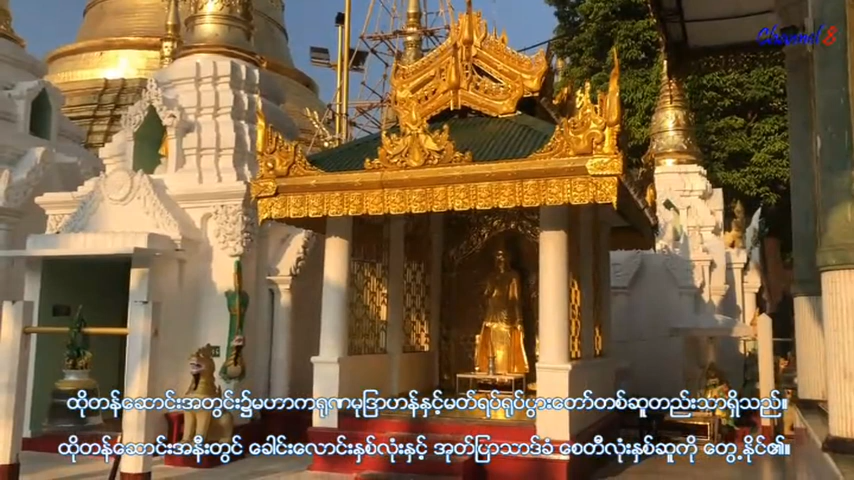 Channel 8
ထိုတန်ဆောင်းအတွင်း၌မဟာကရုဏာမုဒြာဟန်နှင့်မတ်ရပ်ရုပ်ပွားတော်တစ်ဆူတည်းသာရှိသည်။
ထိုတန်ဆောင်းအနီးတွင် ခေါင်းလောင်းနှစ်လုံးနှင့် အုတ်ပြာသာဒ်ခံ စေတီလုံးနှစ်ဆူကို တွေ့နိုင်၏။